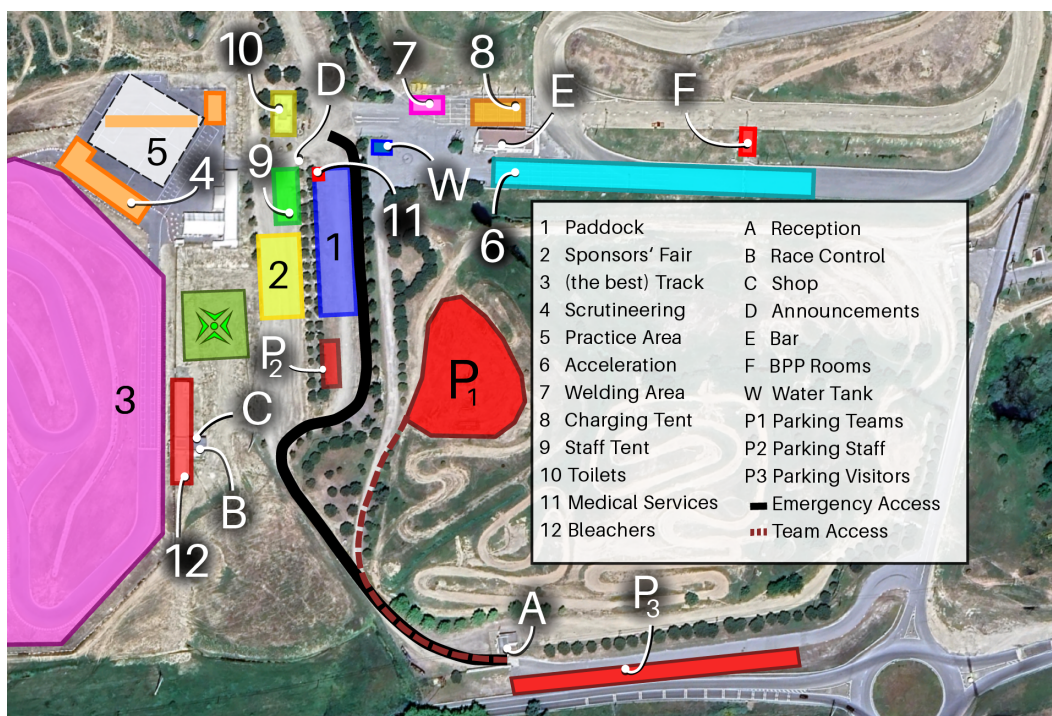 10
D
7
8
E
F
5
9
4
W
11
6
1
2
P2
P1
3
C
B
12
A
P3
1 Paddock
2 Sponsors‘ Fair
3 (the best) Track
4 Scrutineering
5 Practice Area
6 Acceleration
7 Welding Area
8 Charging Tent
9 Staff Tent
10 Toilets
11 Medical Services
12 Bleachers
A Reception
B Race Control
C Shop
D Announcements
E Bar
F BPP Rooms
W Water Tank
P1 Parking Teams
P2 Parking Staff
P3 Parking Visitors
Emergency Access
Team Access